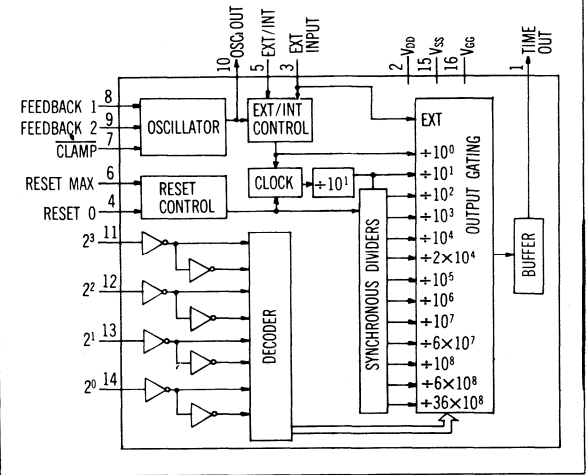 10 OSC OUT
5 EXT/INT
3 EXT INPUT
2 VDD
15 VSS
16 VGG
1 TIME OUT
FEEDBACK 1 8
FEEDBACK 2 9
CLAMP 7
OSCILLATOR
EXT/INT CONTROL
EXT
÷10⁰
RESET MAX 6
RESET 0 4
RESET CONTROL
CLOCK
÷10¹
÷10¹
÷10²
÷10³
÷10⁴
÷2×10⁴
÷10⁵
÷10⁶
÷10⁷
÷6×10⁷
÷10⁸
÷6×10⁸
÷36×10⁸
OUTPUT GATING
SYNCHRONOUS DIVIDERS
BUFFER
2³ 11
2² 12
2¹ 13
2⁰ 14
DECODER